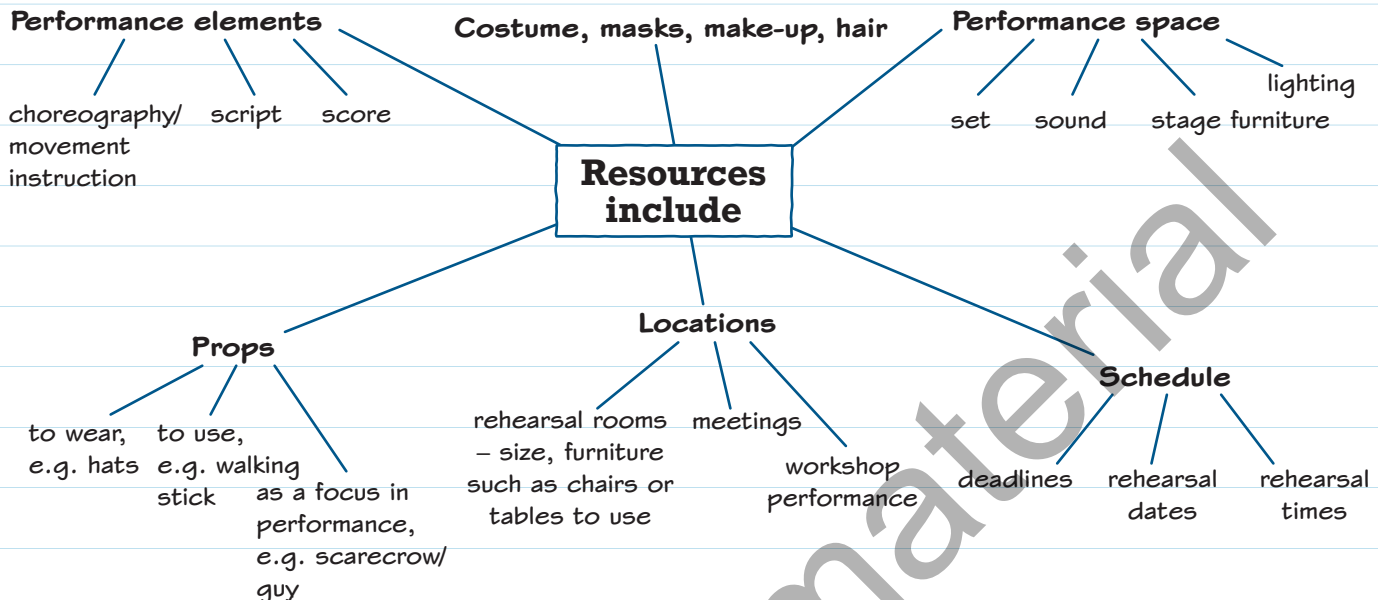 Performance elements
choreography/
movement
instruction
script
score
Costume, masks, make-up, hair
Performance space
set
sound
stage furniture
lighting
Resources
include
Props
to wear,
e.g. hats
to use,
e.g. walking
stick
as a focus in
performance,
e.g. scarecrow/
guy
Locations
rehearsal rooms
– size, furniture
such as chairs or
tables to use
meetings
workshop
performance
Schedule
deadlines
rehearsal
dates
rehearsal
times
material